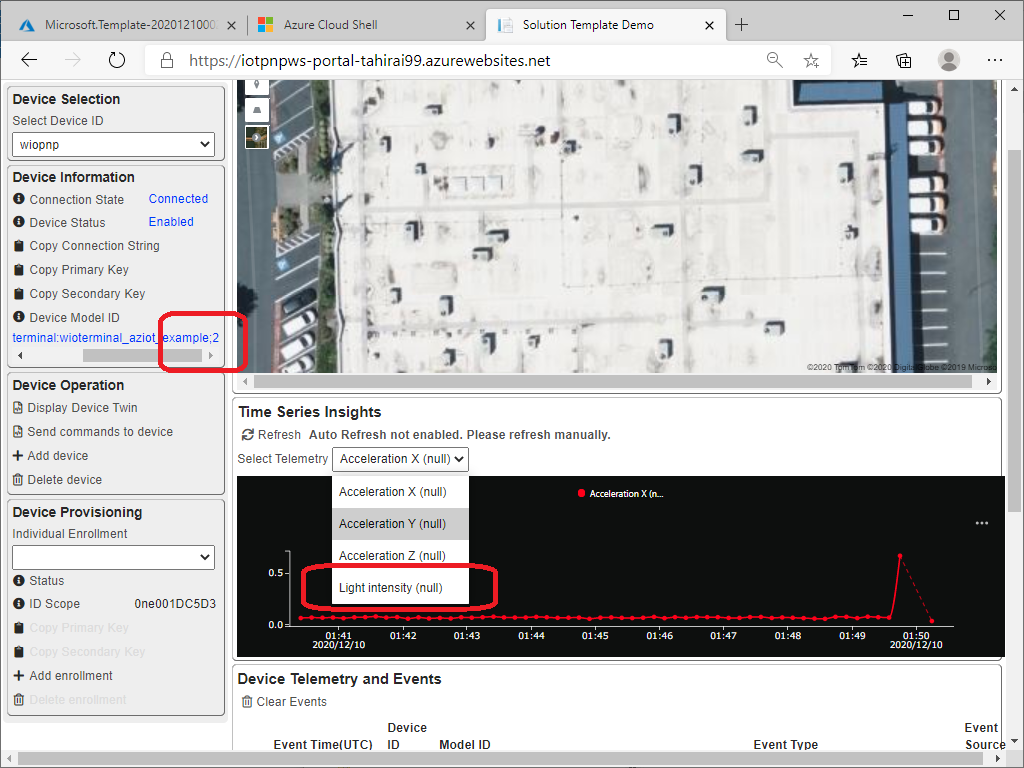 Microsoft.Template-2020121000
Azure Cloud Shell
Solution Template Demo
https://iotpnpws-portal-tahirai99.azurewebsites.net
Device Selection
Select Device ID
wiopnp
Device Information
Connection State Connected
Device Status Enabled
Copy Connection String
Copy Primary Key
Copy Secondary Key
Device Model ID
terminal:wioterminal_aziot_example;2
Device Operation
Display Device Twin
Send commands to device
Add device
Delete device
Device Provisioning
Individual Enrollment
Status
ID Scope 0ne001DC5D3
Copy Primary Key
Copy Secondary Key
Add enrollment
Delete enrollment
©2020 TomTom ©2020 DigitalGlobe ©2019 Microso
Time Series Insights
Refresh Auto Refresh not enabled. Please refresh manually.
Select Telemetry Acceleration X (null)
Acceleration X (null)
Acceleration Y (null)
Acceleration Z (null)
Light intensity (null)
Acceleration X (n...
0.5
0.0
01:41 01:42 01:43 01:44 01:45 01:46 01:47 01:48 01:49 01:50
2020/12/10 2020/12/10
Device Telemetry and Events
Clear Events
Event Time(UTC) Device ID Model ID Event Type Event Source